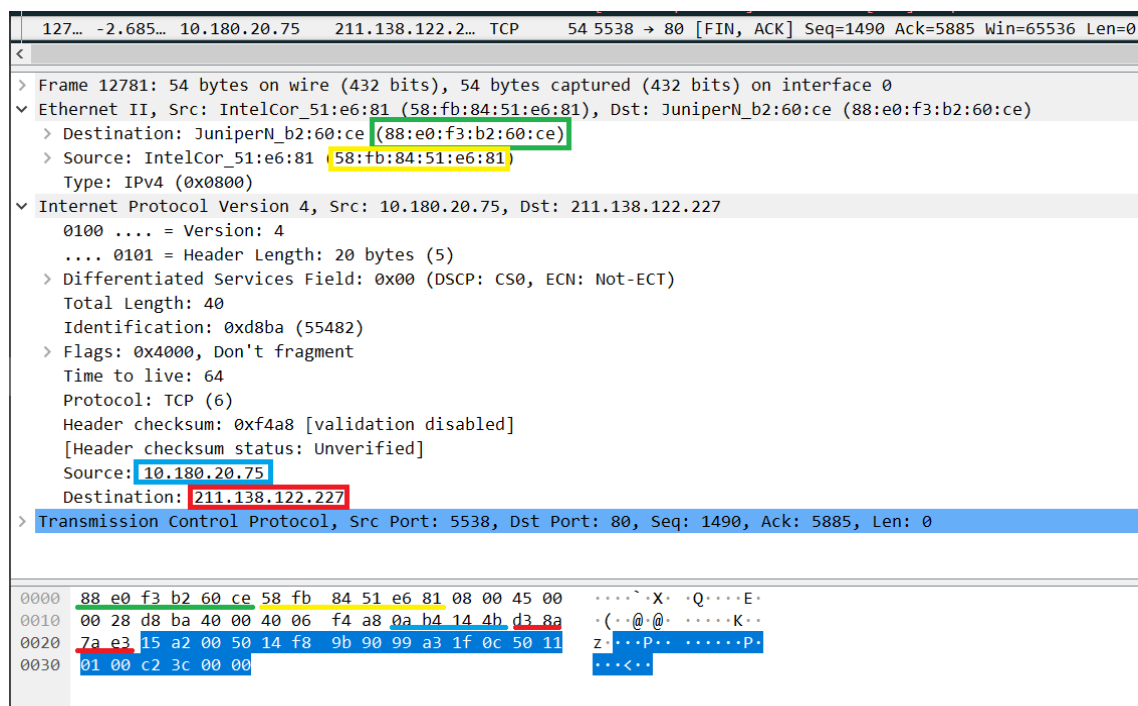 127… -2.685… 10.180.20.75 211.138.122.2… TCP 54 5538 → 80 [FIN, ACK] Seq=1490 Ack=5885 Win=65536 Len=0
<
> Frame 12781: 54 bytes on wire (432 bits), 54 bytes captured (432 bits) on interface 0
Ethernet II, Src: IntelCor_51:e6:81 (58:fb:84:51:e6:81), Dst: JuniperN_b2:60:ce (88:e0:f3:b2:60:ce)
> Destination: JuniperN_b2:60:ce (88:e0:f3:b2:60:ce)
> Source: IntelCor_51:e6:81 (58:fb:84:51:e6:81)
Type: IPv4 (0x0800)
Internet Protocol Version 4, Src: 10.180.20.75, Dst: 211.138.122.227
0100 .... = Version: 4
.... 0101 = Header Length: 20 bytes (5)
> Differentiated Services Field: 0x00 (DSCP: CS0, ECN: Not-ECT)
Total Length: 40
Identification: 0xd8ba (55482)
> Flags: 0x4000, Don't fragment
Time to live: 64
Protocol: TCP (6)
Header checksum: 0xf4a8 [validation disabled]
[Header checksum status: Unverified]
Source: 10.180.20.75
Destination: 211.138.122.227
> Transmission Control Protocol, Src Port: 5538, Dst Port: 80, Seq: 1490, Ack: 5885, Len: 0
0000 88 e0 f3 b2 60 ce 58 fb 84 51 e6 81 08 00 45 00 ····`·X· ·Q····E·
0010 00 28 d8 ba 40 00 40 06 f4 a8 0a b4 14 4b d3 8a ·(··@·@· ·····K··
0020 7a e3 15 a2 00 50 14 f8 9b 90 99 a3 1f 0c 50 11 z····P·· ······P·
0030 01 00 c2 3c 00 00 ···<··